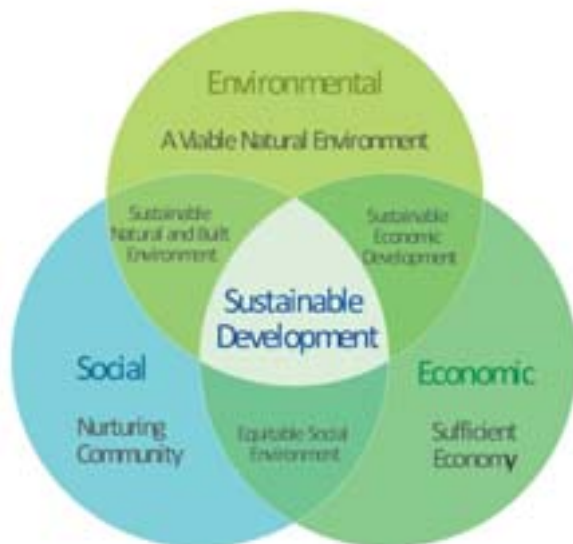 Environmental
A Viable Natural Environment
Sustainable
Natural and Built
Environment
Sustainable
Economic
Development
Sustainable
Development
Social
Nurturing
Community
Equitable Social
Environment
Economic
Sufficient
Economy